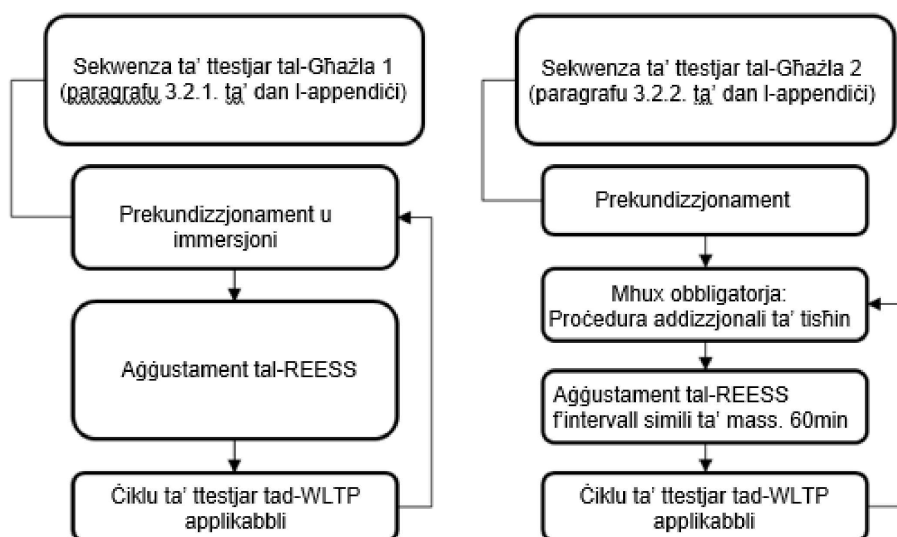 Sekwenza ta’ ttestjar tal-Għażla 1
(paragrafu 3.2.1. ta’ dan l-appendiċi)
Prekundizzjonament u
immersjoni
Aġġustament tal-REESS
Ċiklu ta’ ttestjar tad-WLTP
applikabbli
Sekwenza ta’ ttestjar tal-Għażla 2
(paragrafu 3.2.2. ta’ dan l-appendiċi)
Prekundizzjonament
Mhux obbligatorja:
Proċedura addizzjonali ta’ tisħin
Aġġustament tal-REESS
f’intervall simili ta’ mass. 60min
Ċiklu ta’ ttestjar tad-WLTP
applikabbli